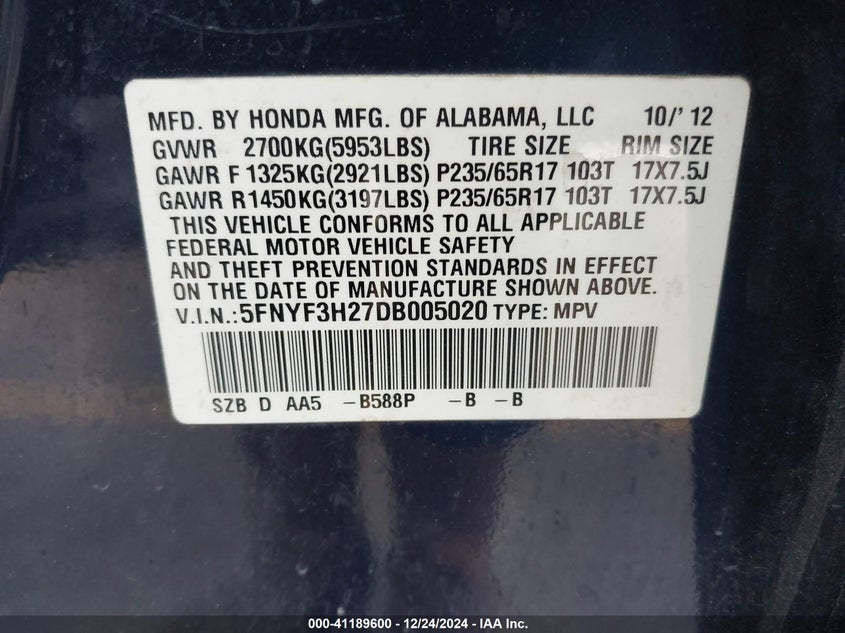 MFD. BY HONDA MFG. OF ALABAMA, LLC 10/'12
GVWR 2700KG(5953LBS) TIRE SIZE RIM SIZE
GAWR F 1325KG(2921LBS) P235/65R17 103T 17X7.5J
GAWR R1450KG(3197LBS) P235/65R17 103T 17X7.5J
THIS VEHICLE CONFORMS TO ALL APPLICABLE
FEDERAL MOTOR VEHICLE SAFETY
AND THEFT PREVENTION STANDARDS IN EFFECT
ON THE DATE OF MANUFACTURE SHOWN ABOVE.
V.I.N.:5FNYF3H27DB005020 TYPE: MPV
SZB D AA5 -B588P -B -B
000-41189600 - 12/24/2024 - IAA Inc.